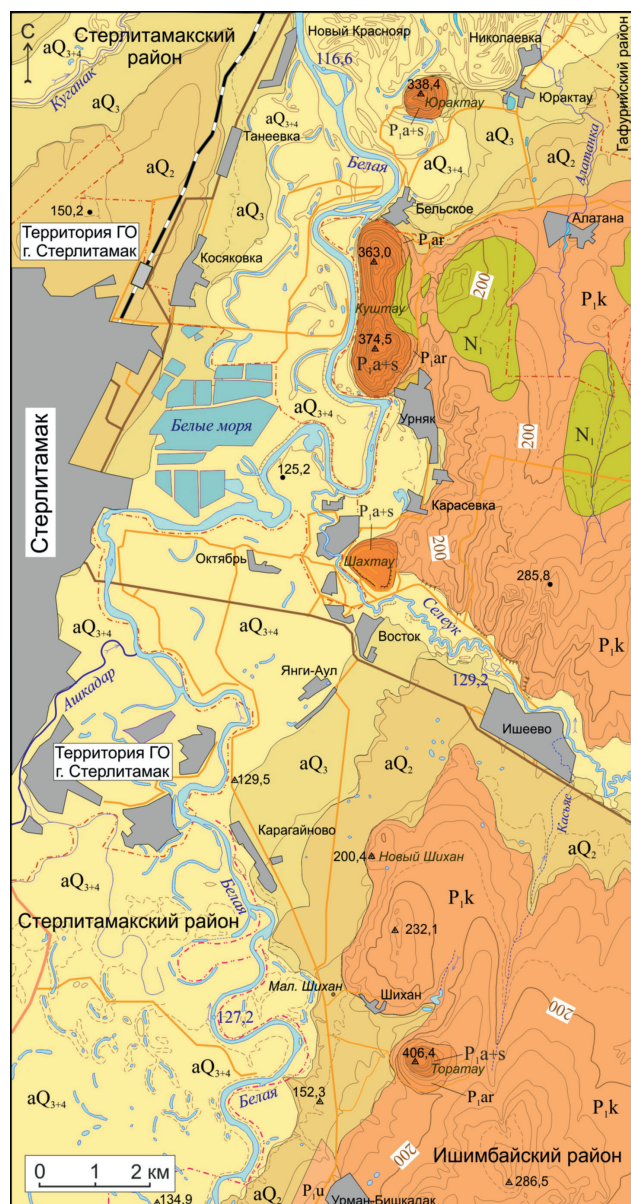 Новый Краснояр
Николаевка
Стерлитамакский
район
С
aQ₃₊₄
116,6
338,4
Юрактау
Юрактау
Гафурийский район
Куганак
aQ₃
Танеевка
aQ₃₊₄
P₁a+s
aQ₃
aQ₂
Белая
aQ₃₊₄
aQ₂
Алатанка
150,2
aQ₃
Бельское
Алатана
Территория ГО
г. Стерлитамак
Косяковка
363,0
P₁ar
200
P₁k
Куштау
374,5
P₁ar
N₁
P₁a+s
aQ₃₊₄
Урняк
Белые моря
200
N₁
Стерлитамак
125,2
P₁a+s
Карасевка
200
Октябрь
Шахтау
285,8
aQ₃₊₄
aQ₃₊₄
Селеук
P₁k
Восток
Ашкадар
Янги-Аул
129,2
Ишеево
Территория ГО
г. Стерлитамак
aQ₃
aQ₂
129,5
Касьяс
Карагайново
200,4
Новый Шихан
aQ₂
aQ₃₊₄
Белая
P₁k
Стерлитамакский район
232,1
Мал. Шихан
Шихан
127,2
200
406,4
P₁a+s
Торатау
aQ₃₊₄
P₁ar
Белая
152,3
P₁k
Ишимбайский район
0 1 2 км
200
286,5
134,9
aQ₂
P₁u
Урман-Бишкадак